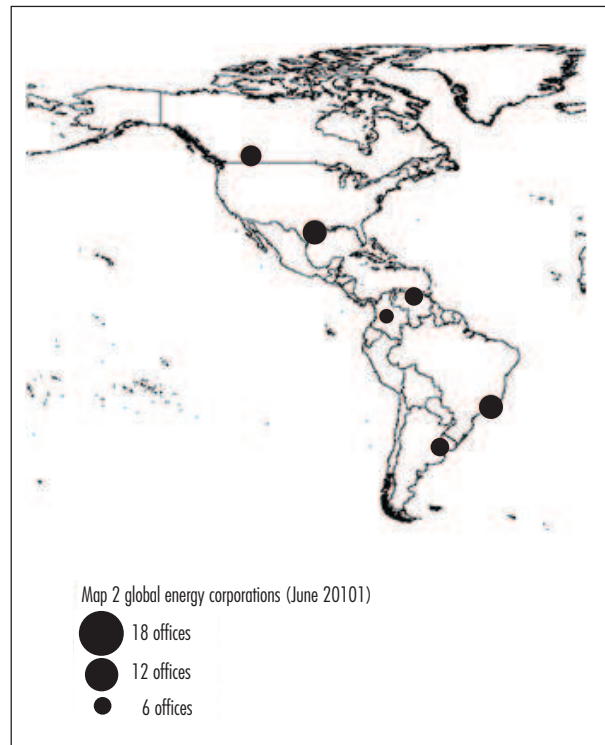 Map 2 global energy corporations (June 20101)
18 offices
12 offices
6 offices